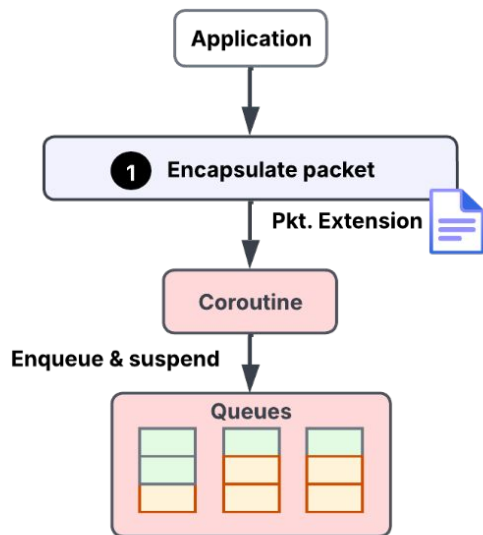 Application
1 Encapsulate packet
Pkt. Extension
Coroutine
Enqueue & suspend
Queues